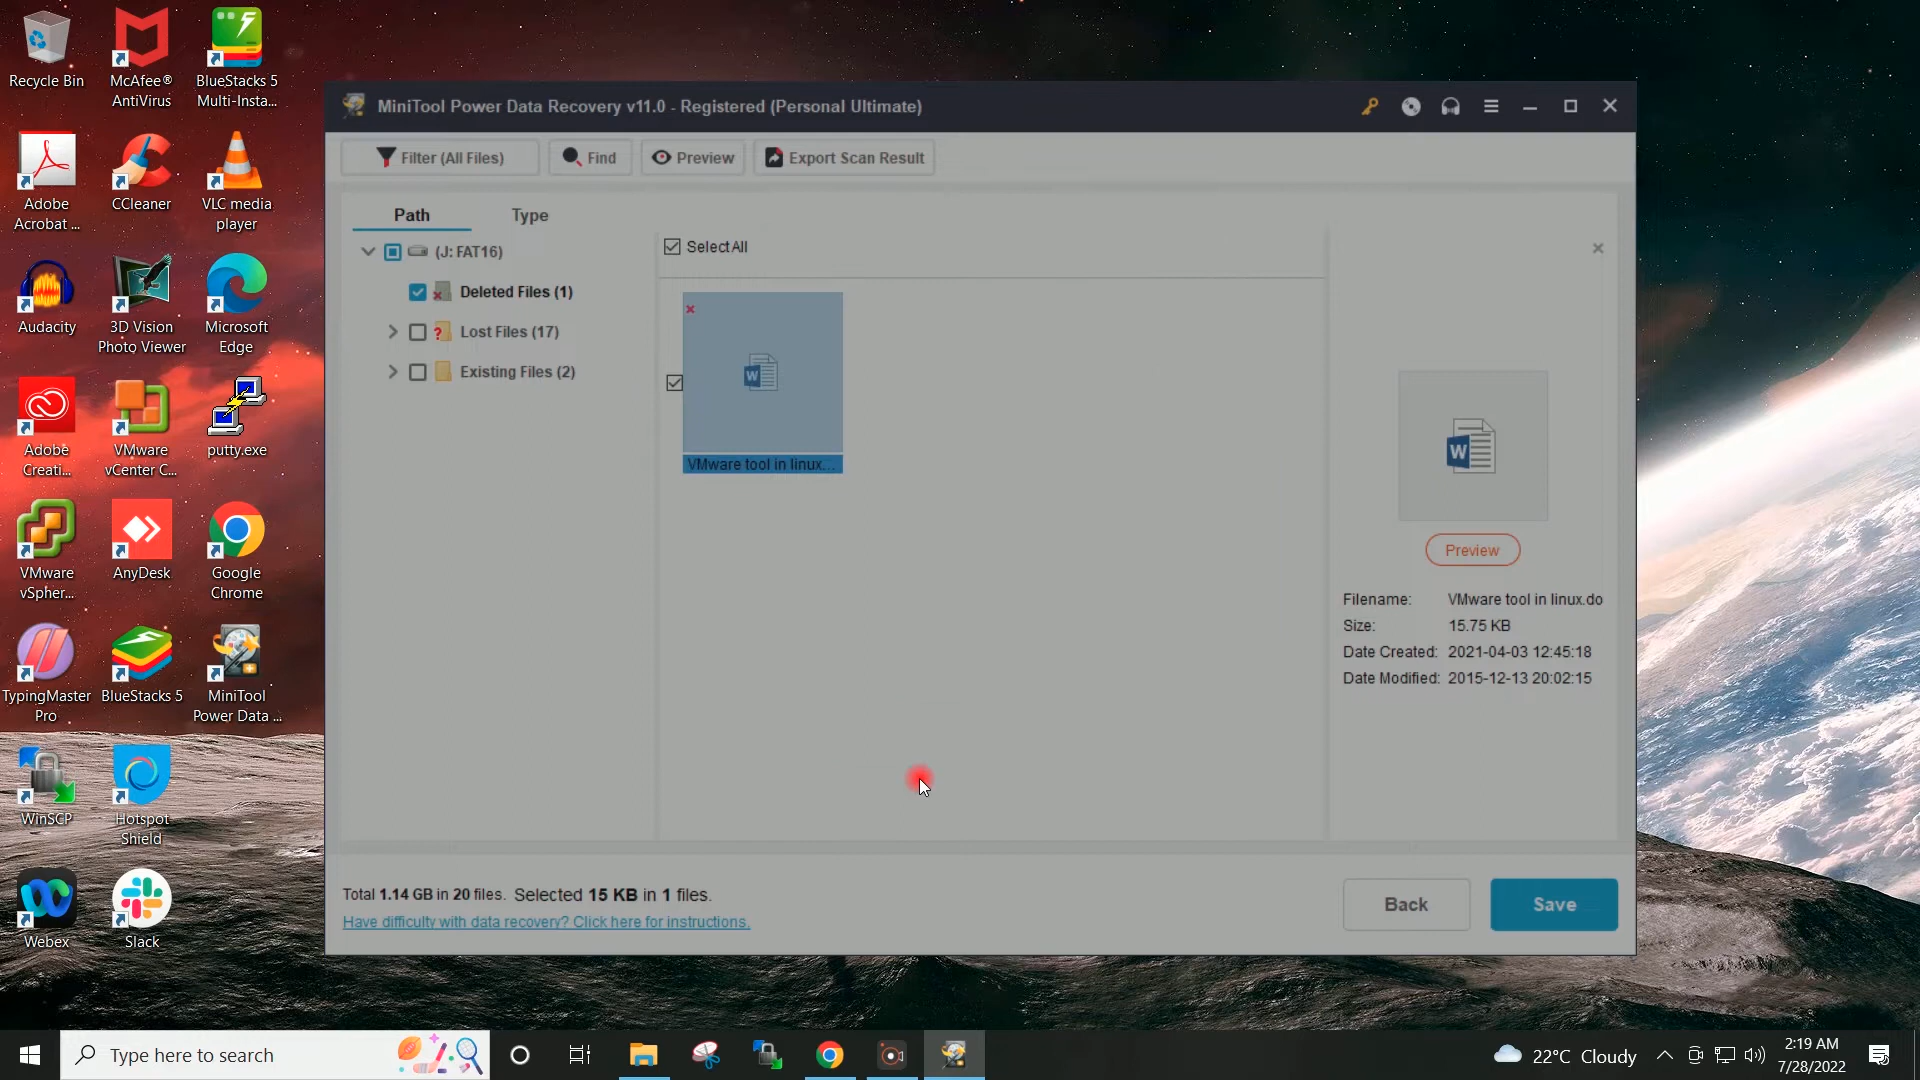 Recycle Bin
McAfee®
AntiVirus
BlueStacks 5
Multi-Insta...
Adobe
Acrobat ...
CCleaner
VLC media
player
Audacity
3D Vision
Photo Viewer
Microsoft
Edge
Adobe
Creati...
VMware
vCenter C...
putty.exe
VMware
vSpher...
AnyDesk
Google
Chrome
TypingMaster
Pro
BlueStacks 5
MiniTool
Power Data ...
WinSCP
Hotspot
Shield
Webex
Slack
MiniTool Power Data Recovery v11.0 - Registered (Personal Ultimate)
Filter (All Files)
Find
Preview
Export Scan Result
Path
Type
(J: FAT16)
Deleted Files (1)
Lost Files (17)
Existing Files (2)
Select All
VMware tool in linux...
Preview
Filename: VMware tool in linux.do
Size: 15.75 KB
Date Created: 2021-04-03 12:45:18
Date Modified: 2015-12-13 20:02:15
Total 1.14 GB in 20 files. Selected 15 KB in 1 files.
Have difficulty with data recovery? Click here for instructions.
Back
Save
Type here to search
22°C Cloudy
2:19 AM
7/28/2022